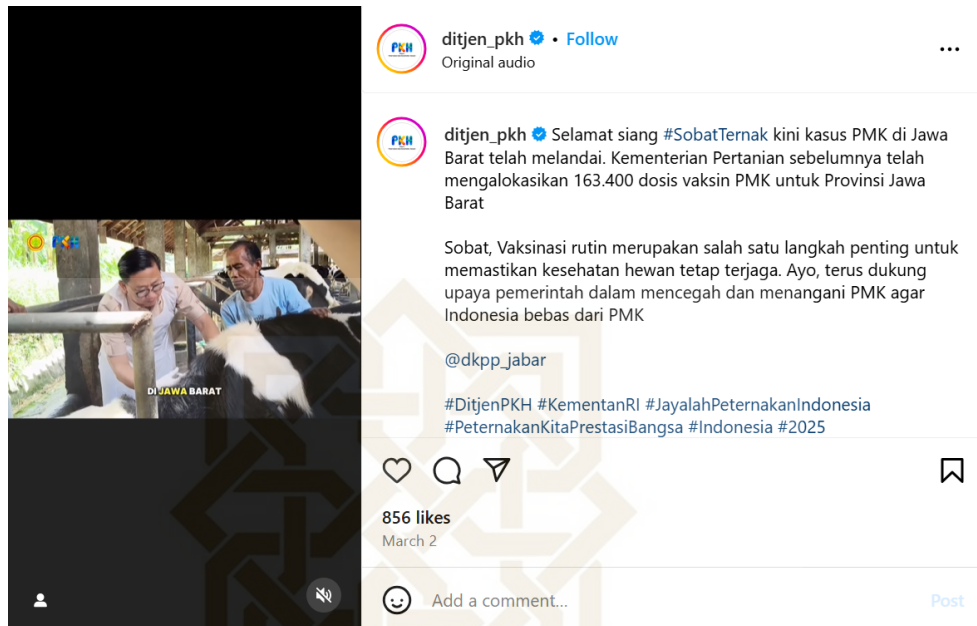 PKH
ditjen_pkh • Follow
Original audio
PKH
ditjen_pkh Selamat siang #SobatTernak kini kasus PMK di Jawa
Barat telah melandai. Kementerian Pertanian sebelumnya telah
mengalokasikan 163.400 dosis vaksin PMK untuk Provinsi Jawa
Barat
Sobat, Vaksinasi rutin merupakan salah satu langkah penting untuk
memastikan kesehatan hewan tetap terjaga. Ayo, terus dukung
upaya pemerintah dalam mencegah dan menangani PMK agar
Indonesia bebas dari PMK
@dkpp_jabar
#DitjenPKH #KementanRI #JayalahPeternakanIndonesia
#PeternakanKitaPrestasiBangsa #Indonesia #2025
PKH
DI JAWA BARAT
856 likes
March 2
Add a comment...
Post